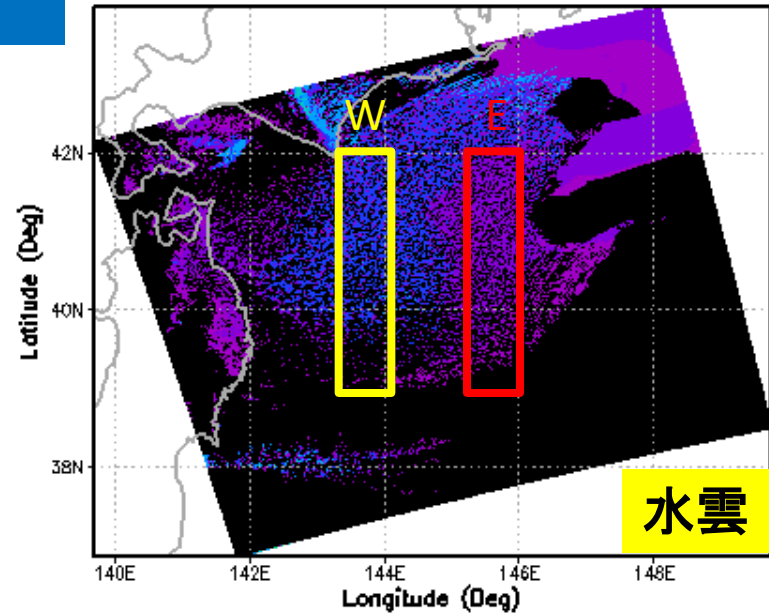 W
E
42N
40N
38N
Latitude (Deg)
水雲
140E
142E
144E
146E
148E
Longitude (Deg)